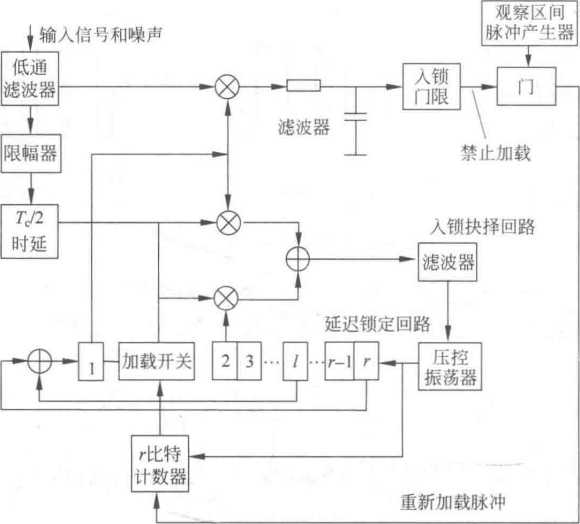 观察区间
脉冲产生器
输入信号和噪声
低通
滤波器
滤波器
入锁
门限
门
禁止加载
限幅器
Tc/2
时延
入锁抉择回路
滤波器
延迟锁定回路
1
加载开关
2 3 … l … r-1 r
压控
振荡器
r比特
计数器
重新加载脉冲